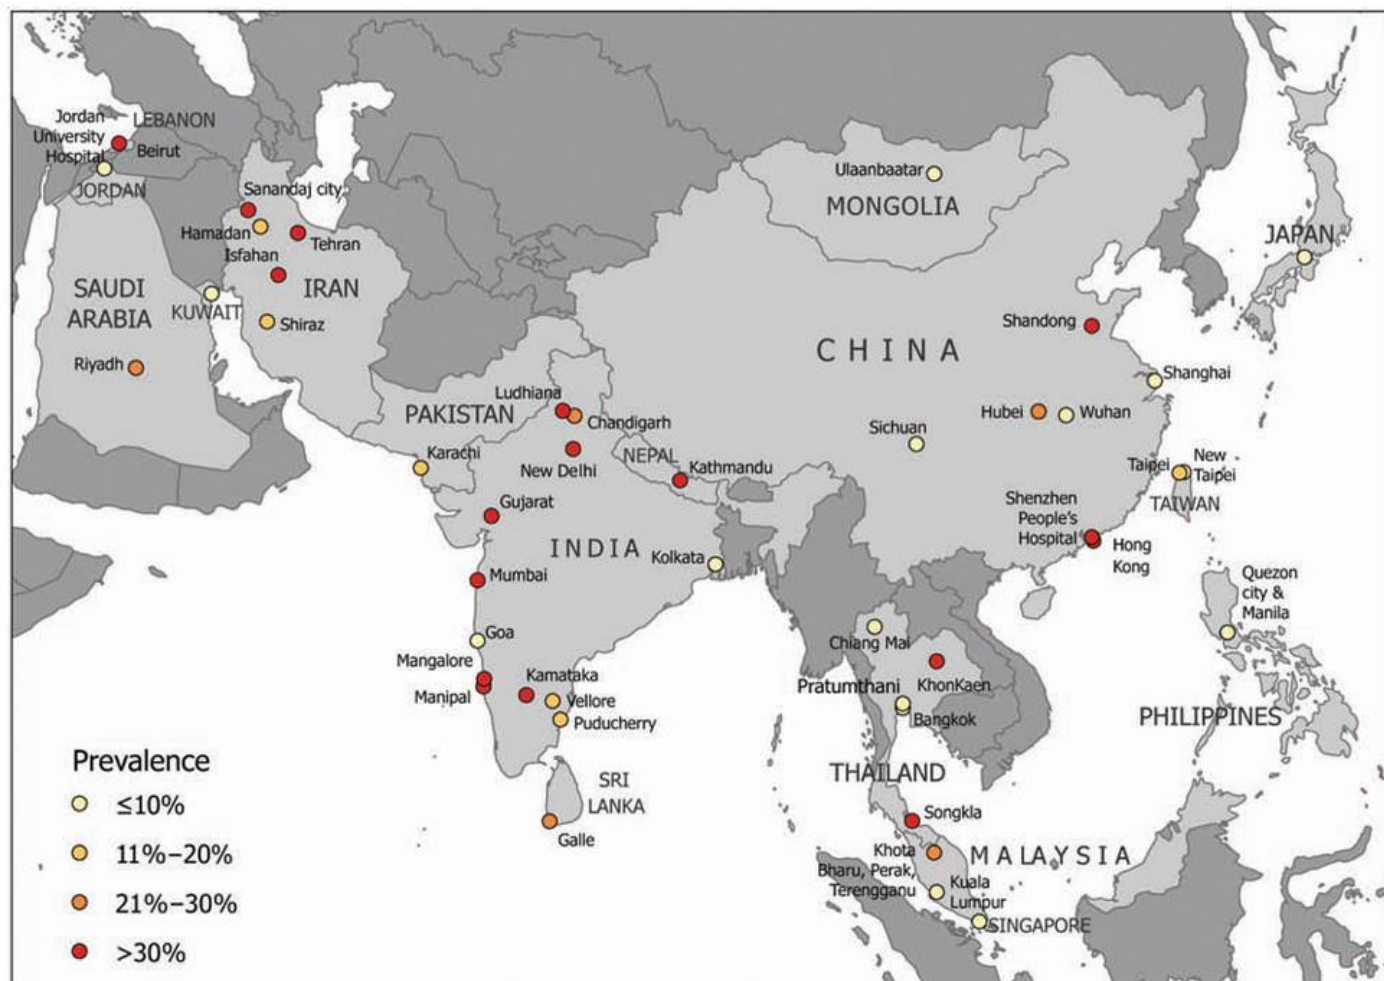 Jordan
University
Hospital
LEBANON
Beirut
JORDAN
Sanandaj city
Hamadan
Isfahan
Tehran
SAUDI
ARABIA
KUWAIT
IRAN
Shiraz
Riyadh
Ulaanbaatar
MONGOLIA
JAPAN
CHINA
Shandong
Shanghai
Hubei
Wuhan
Sichuan
Ludhiana
PAKISTAN
Chandigarh
Karachi
New Delhi
NEPAL
Kathmandu
Taipei
New
Taipei
TAIWAN
Gujarat
INDIA
Kolkata
Shenzhen
People's
Hospital
Hong
Kong
Mumbai
Quezon
city &
Manila
Goa
Chiang Mai
Mangalore
Manipal
Kamataka
Vellore
Puducherry
KhonKaen
Pratumthani
Bangkok
PHILIPPINES
THAILAND
SRI
LANKA
Galle
Songkla
Khota
Bharu, Perak,
Terengganu
MALAYSIA
Kuala
Lumpur
SINGAPORE
Prevalence
≤10%
11%–20%
21%–30%
>30%